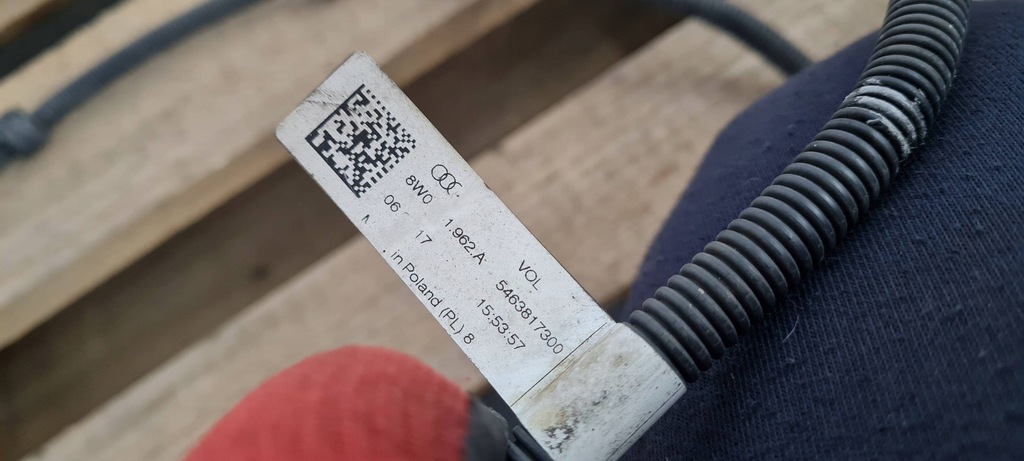 VOL
8W0 1.962.A 5463817300
06 17 15:53:57
in Poland (PL) 8